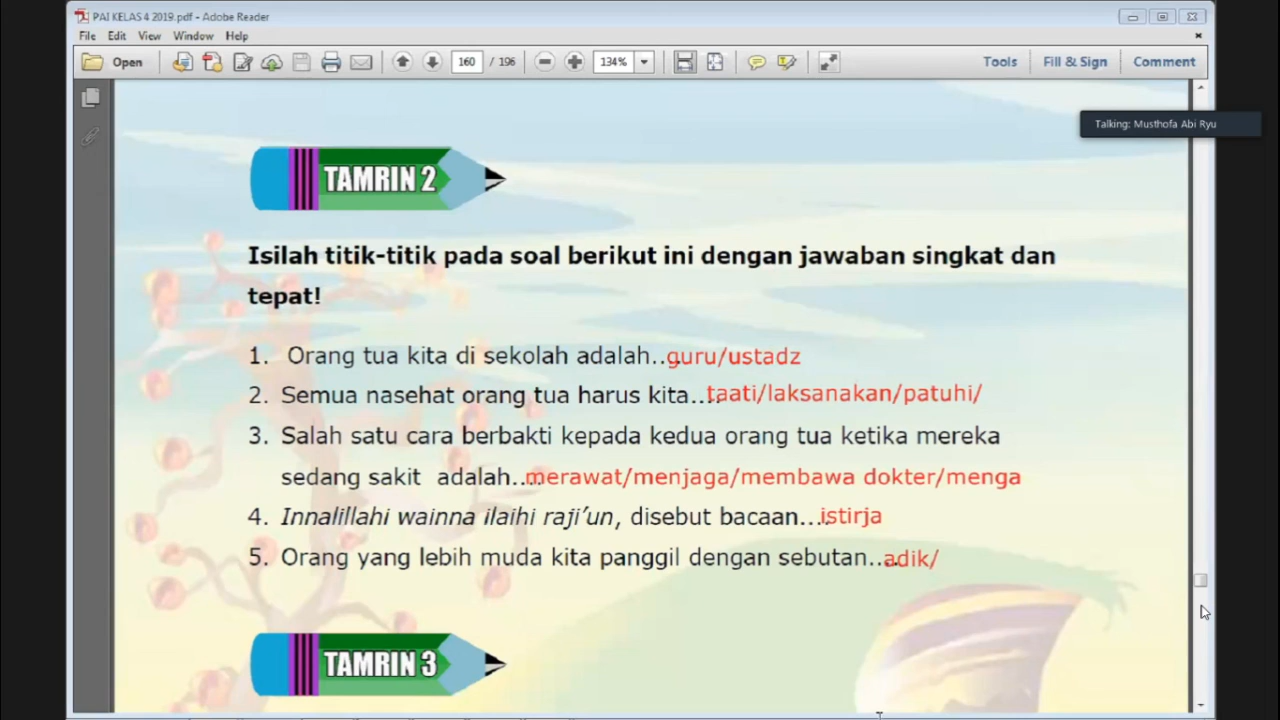 PAI KELAS 4 2019.pdf - Adobe Reader
File Edit View Window Help
Open 160 / 196 134% Tools Fill & Sign Comment
Talking: Musthofa Abi Ryu
TAMRIN 2
Isilah titik-titik pada soal berikut ini dengan jawaban singkat dan
tepat!
1. Orang tua kita di sekolah adalah....guru/ustadz
2. Semua nasehat orang tua harus kita....taati/laksanakan/patuhi/
3. Salah satu cara berbakti kepada kedua orang tua ketika mereka
sedang sakit adalah....merawat/menjaga/membawa dokter/menga
4. Innalillahi wainna ilaihi raji'un, disebut bacaan....istirja
5. Orang yang lebih muda kita panggil dengan sebutan....adik/
TAMRIN 3